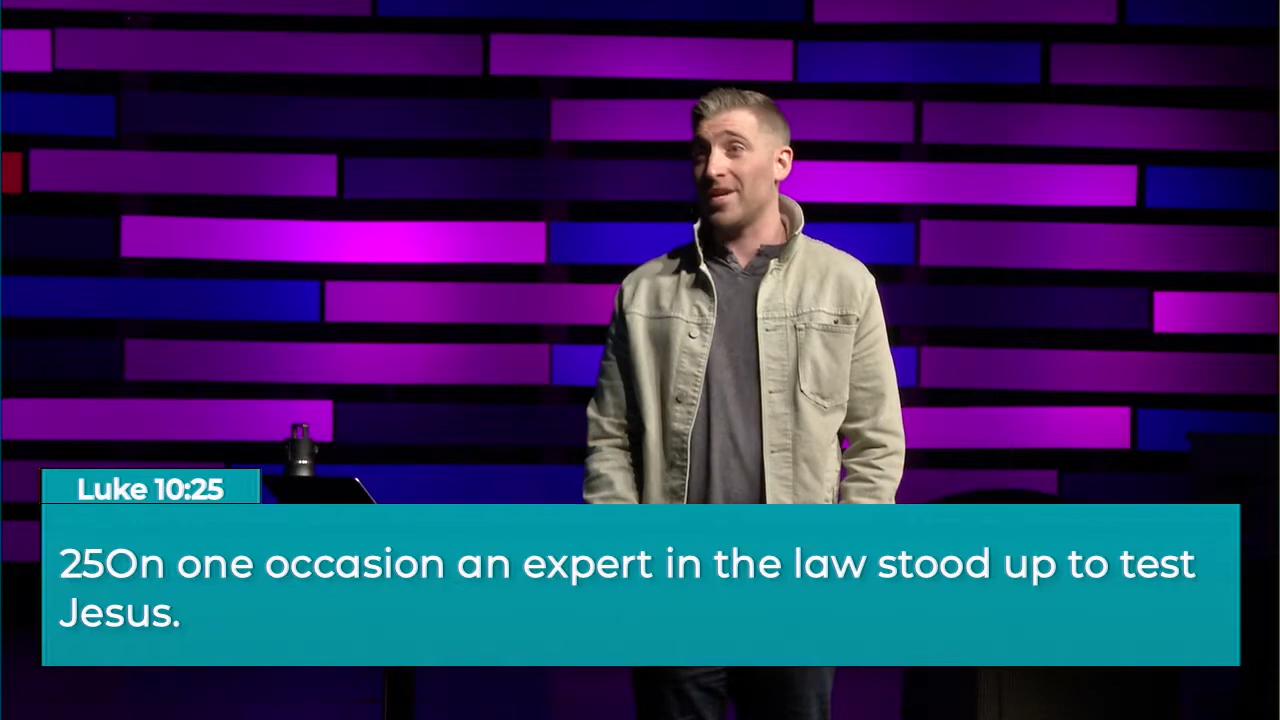 Luke 10:25
25On one occasion an expert in the law stood up to test
Jesus.